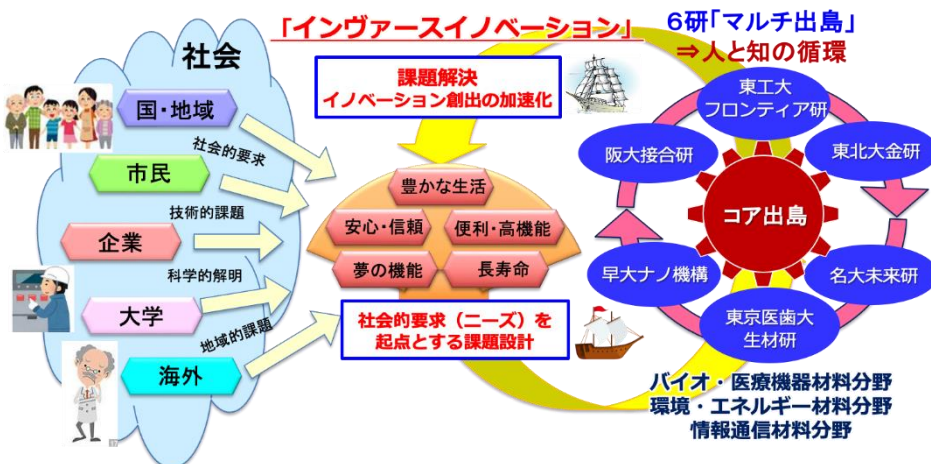 「インヴァースイノベーション」
6研「マルチ出島」
⇒人と知の循環
社会
国・地域
市民
企業
大学
海外
社会的要求
技術的課題
科学的解明
地域的課題
課題解決
イノベーション創出の加速化
豊かな生活
安心・信頼
便利・高機能
夢の機能
長寿命
社会的要求（ニーズ）を
起点とする課題設計
東工大
フロンティア研
阪大接合研
東北大金研
コア出島
早大ナノ機構
名大未来研
東京医歯大
生材研
バイオ・医療機器材料分野
環境・エネルギー材料分野
情報通信材料分野